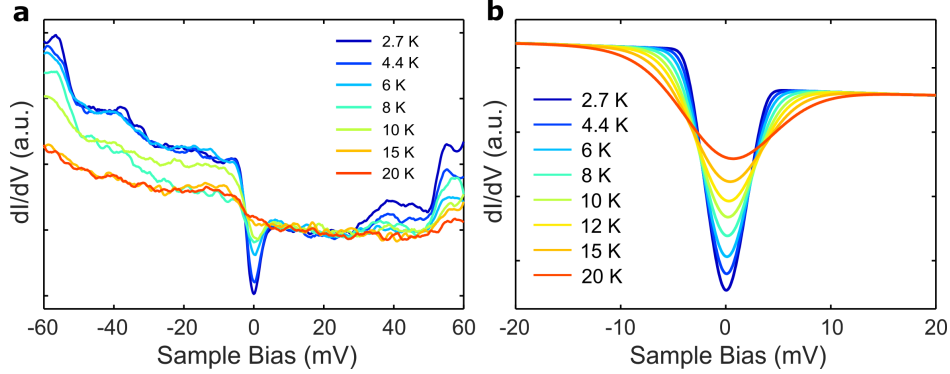 a
dI/dV (a.u.)
2.7 K
4.4 K
6 K
8 K
10 K
15 K
20 K
-60
-40
-20
0
20
40
60
Sample Bias (mV)
b
dI/dV (a.u.)
2.7 K
4.4 K
6 K
8 K
10 K
12 K
15 K
20 K
-20
-10
0
10
20
Sample Bias (mV)